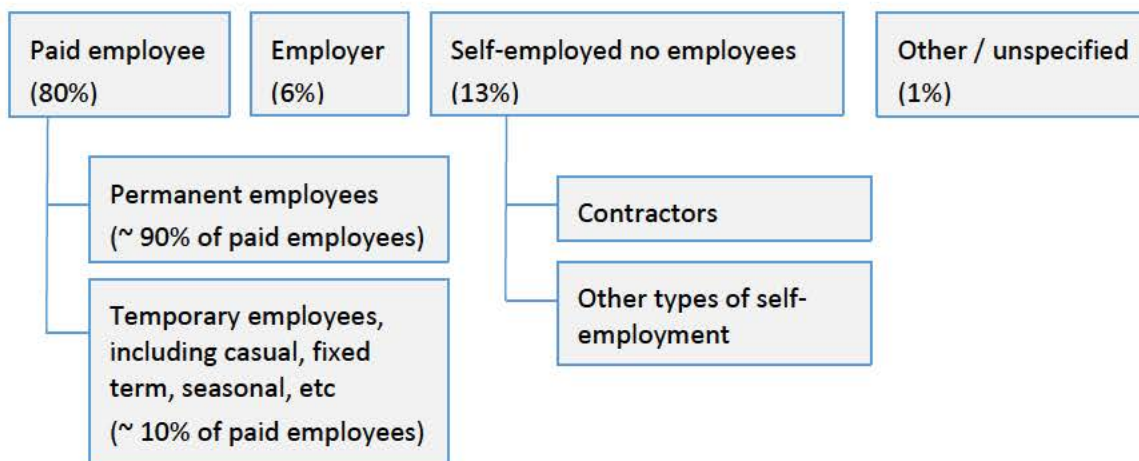 Paid employee
(80%)
Employer
(6%)
Self-employed no employees
(13%)
Other / unspecified
(1%)
Permanent employees
(~ 90% of paid employees)
Temporary employees,
including casual, fixed
term, seasonal, etc
(~ 10% of paid employees)
Contractors
Other types of self-
employment